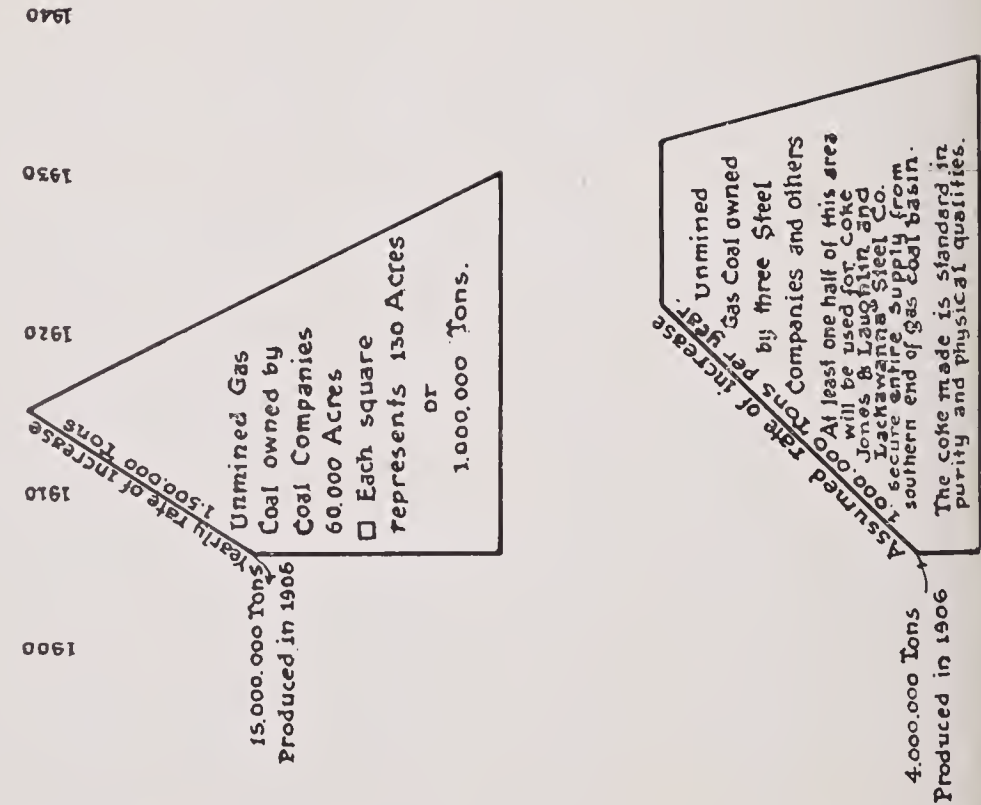 1940
1930
1920
1910
1900
Yearly rate of increase
1.500.000 Tons
15.000.000 Tons
Produced in 1906
Unmined Gas
Coal owned by
Coal Companies
60.000 Acres
□ Each square
represents 130 Acres
or
1.000.000 Tons.
Assumed rate of increase
1.000.000 Tons per year.
4.000.000 Tons
Produced in 1906
Unmined
Gas Coal owned
by three Steel
Companies and others
At least one half of this area
will be used for coke
Jones & Laughlin and
Lackawanna Steel Co.
secure entire supply from
southern end of gas coal basin.
The coke made is standard in
purity and physical qualities.